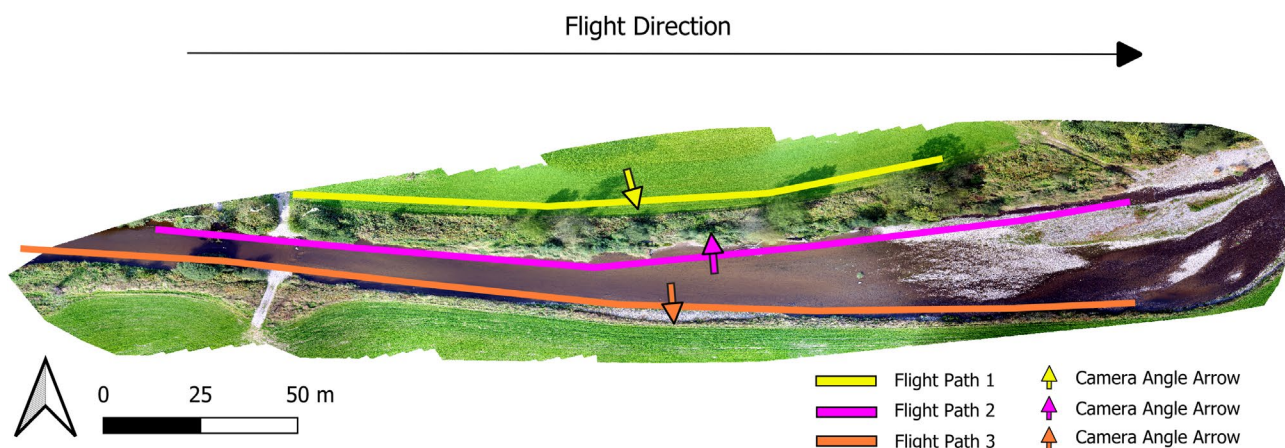 Flight Direction
0 25 50 m
Flight Path 1 Camera Angle Arrow
Flight Path 2 Camera Angle Arrow
Flight Path 3 Camera Angle Arrow